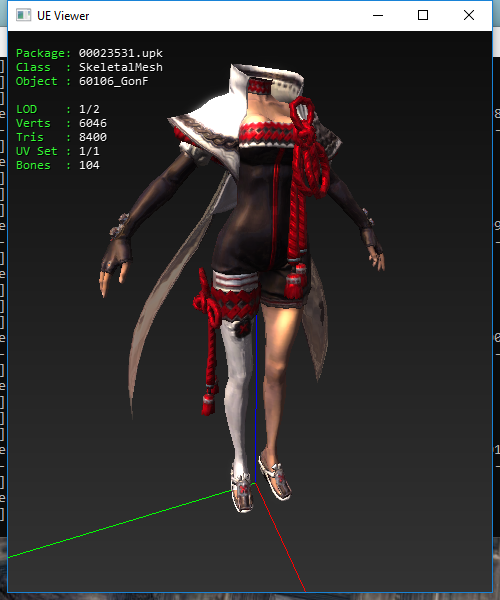 UE Viewer
Package: 00023531.upk
Class : SkeletalMesh
Object : 60106_GonF
LOD : 1/2
Verts : 6046
Tris : 8400
UV Set : 1/1
Bones : 104